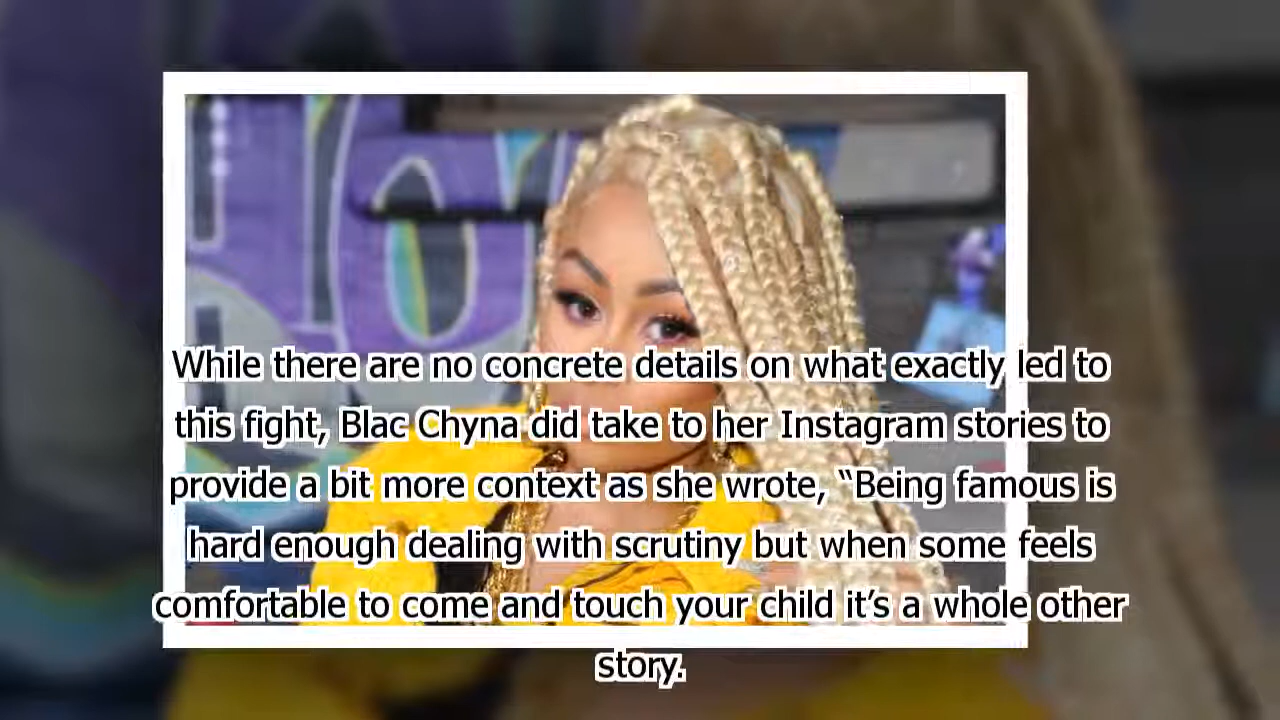 While there are no concrete details on what exactly led to
this fight, Blac Chyna did take to her Instagram stories to
provide a bit more context as she wrote, “Being famous is
hard enough dealing with scrutiny but when some feels
comfortable to come and touch your child it’s a whole other
story.